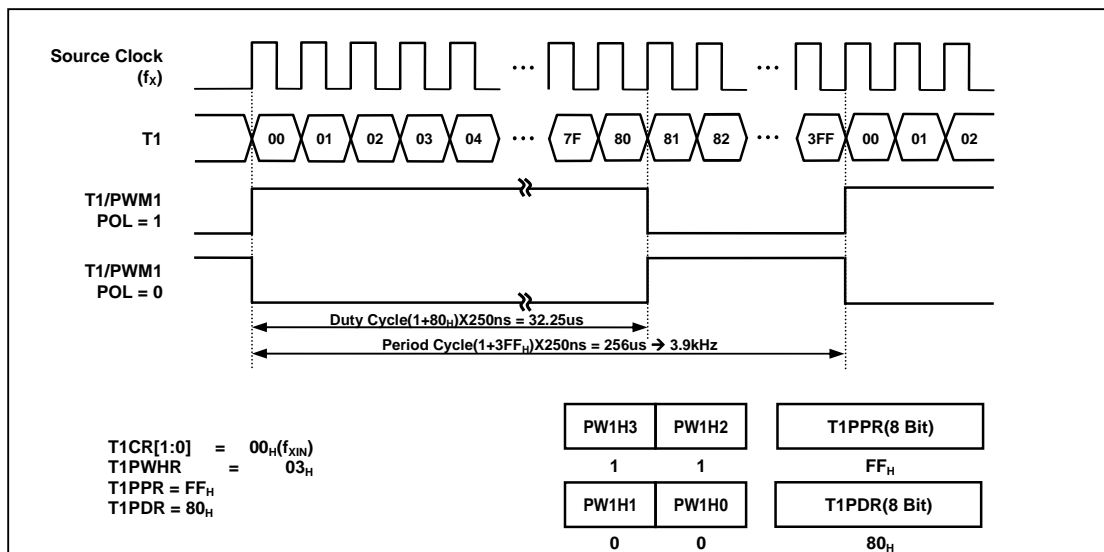 Source Clock
(fX)
T1
00 01 02 03 04 ... 7F 80 81 82 ... 3FF 00 01 02
T1/PWM1
POL = 1
T1/PWM1
POL = 0
Duty Cycle(1+80H)X250ns = 32.25us
Period Cycle(1+3FFH)X250ns = 256us → 3.9kHz
T1CR[1:0] = 00H(fXIN)
T1PWHR = 03H
T1PPR = FFH
T1PDR = 80H
PW1H3 PW1H2 T1PPR(8 Bit)
1 1 FFH
PW1H1 PW1H0 T1PDR(8 Bit)
0 0 80H